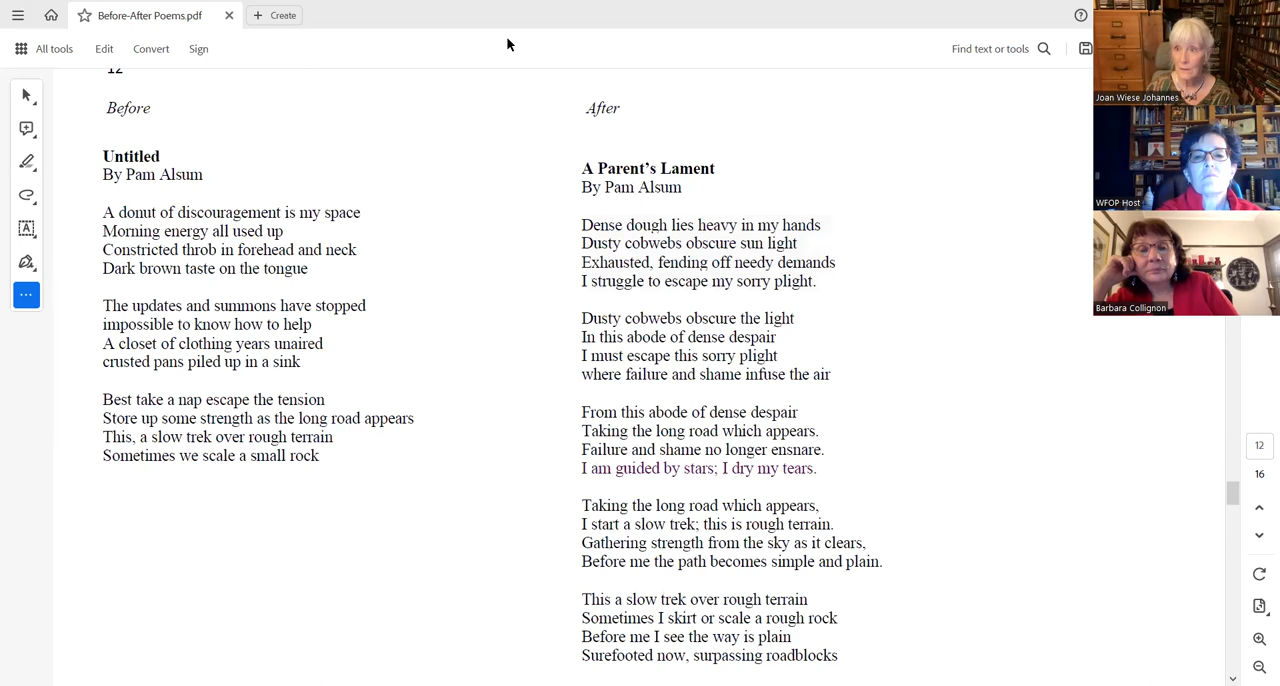 Before-After Poems.pdf
Create
All tools
Edit
Convert
Sign
Find text or tools
12
Before
Untitled
By Pam Alsum
A donut of discouragement is my space
Morning energy all used up
Constricted throb in forehead and neck
Dark brown taste on the tongue
The updates and summons have stopped
impossible to know how to help
A closet of clothing years unaired
crusted pans piled up in a sink
Best take a nap escape the tension
Store up some strength as the long road appears
This, a slow trek over rough terrain
Sometimes we scale a small rock
After
A Parent's Lament
By Pam Alsum
Dense dough lies heavy in my hands
Dusty cobwebs obscure sun light
Exhausted, fending off needy demands
I struggle to escape my sorry plight.
Dusty cobwebs obscure the light
In this abode of dense despair
I must escape this sorry plight
where failure and shame infuse the air
From this abode of dense despair
Taking the long road which appears.
Failure and shame no longer ensnare.
I am guided by stars; I dry my tears.
Taking the long road which appears,
I start a slow trek; this is rough terrain.
Gathering strength from the sky as it clears,
Before me the path becomes simple and plain.
This a slow trek over rough terrain
Sometimes I skirt or scale a rough rock
Before me I see the way is plain
Surefooted now, surpassing roadblocks
Joan Wiese Johannes
WFOP Host
Barbara Collignon
12
16